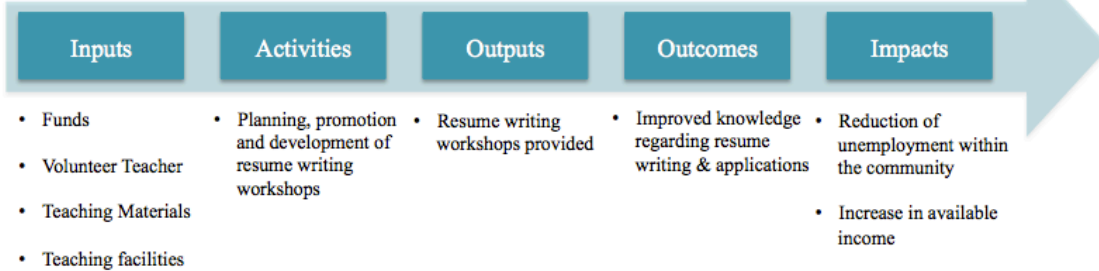 Inputs
Activities
Outputs
Outcomes
Impacts
• Funds
• Volunteer Teacher
• Teaching Materials
• Teaching facilities
• Planning, promotion
and development of
resume writing
workshops
• Resume writing
workshops provided
• Improved knowledge
regarding resume
writing & applications
• Reduction of
unemployment within
the community
• Increase in available
income